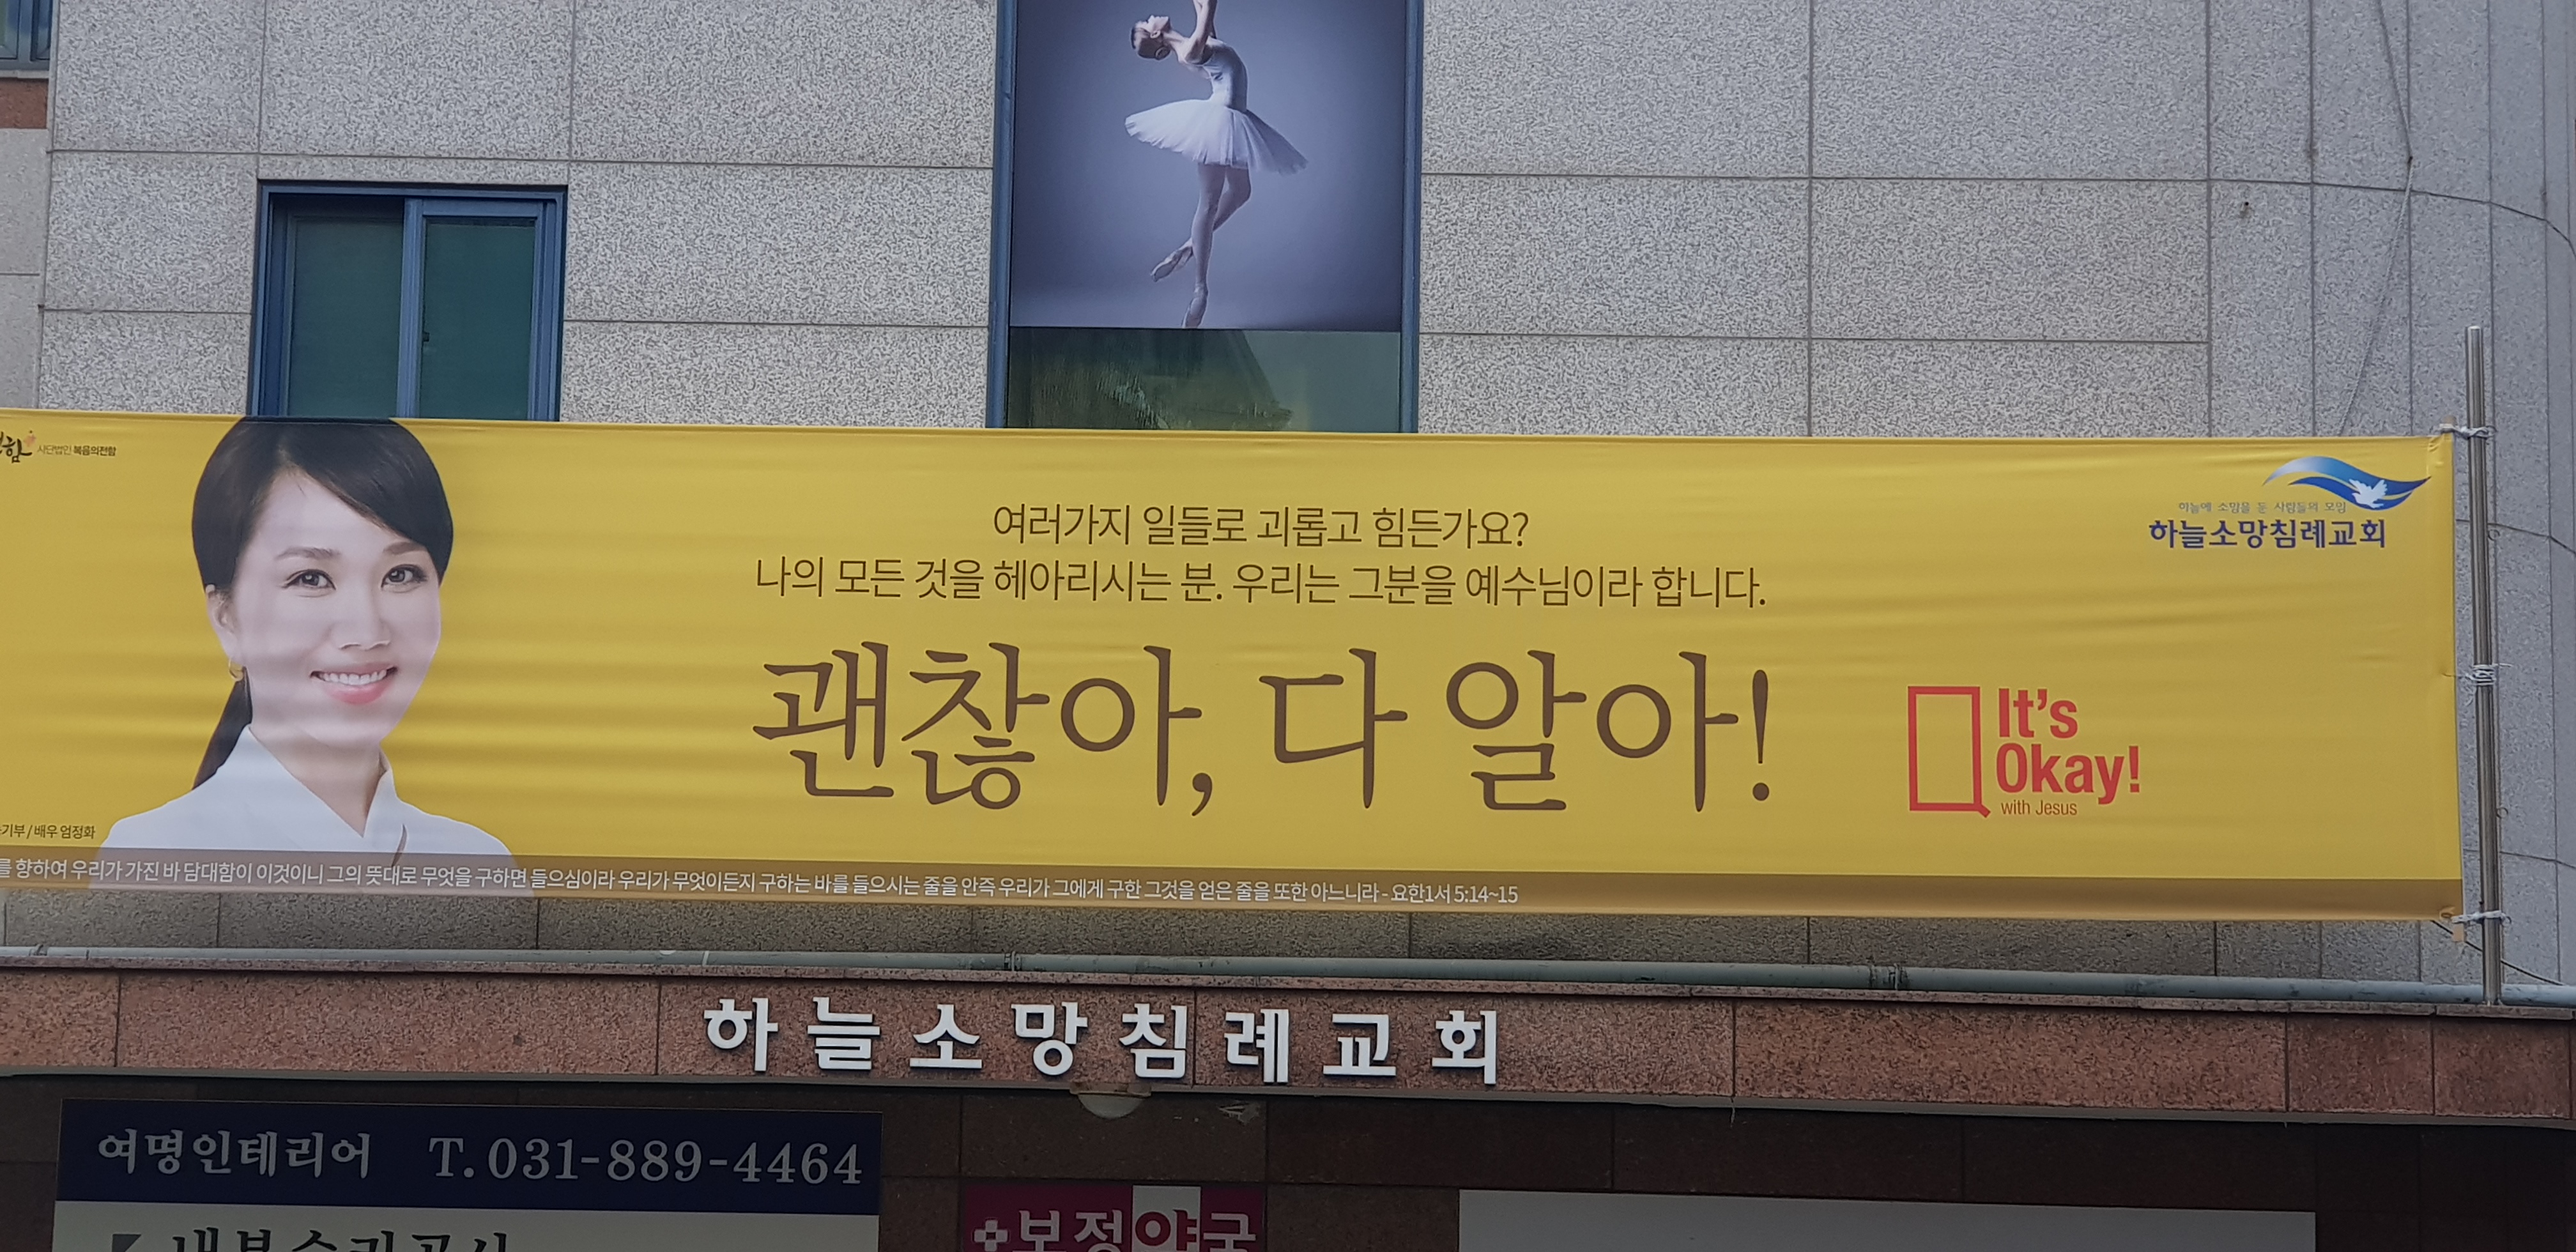 사단법인 복음의전함
하늘에 소망을 둔 사람들의 모임
하늘소망침례교회
여러가지 일들로 괴롭고 힘든가요?
나의 모든 것을 헤아리시는 분. 우리는 그분을 예수님이라 합니다.
괜찮아, 다 알아!
It's
Okay!
with Jesus
기부 / 배우 엄정화
를 향하여 우리가 가진 바 담대함이 이것이니 그의 뜻대로 무엇을 구하면 들으심이라 우리가 무엇이든지 구하는 바를 들으시는 줄을 안즉 우리가 그에게 구한 그것을 얻은 줄을 또한 아느니라 - 요한1서 5:14~15
하늘소망침례교회
여명인테리어 T. 031-889-4464
보정약국